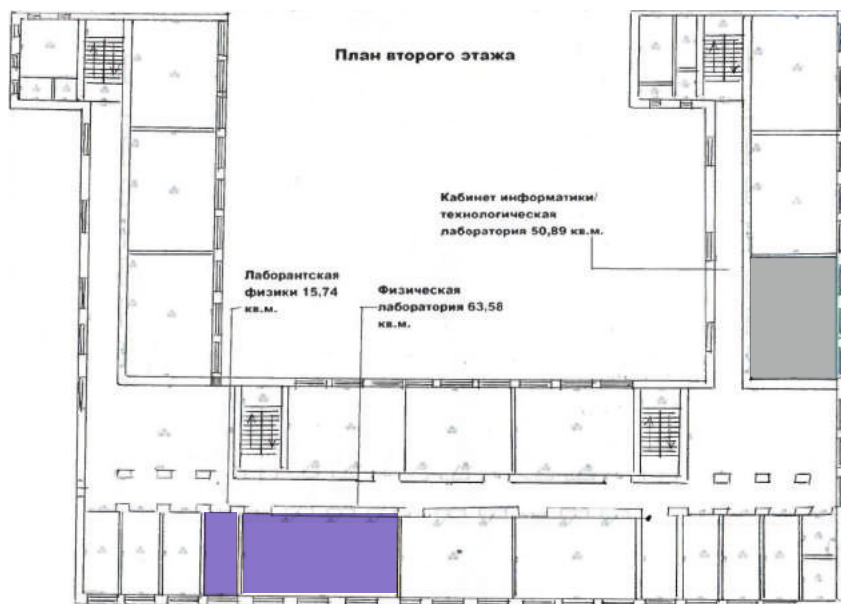 План второго этажа
Кабинет информатики/
технологическая
лаборатория 50,89 кв.м.
Лаборантская
физики 15,74
кв.м.
Физическая
лаборатория 63,58
кв.м.